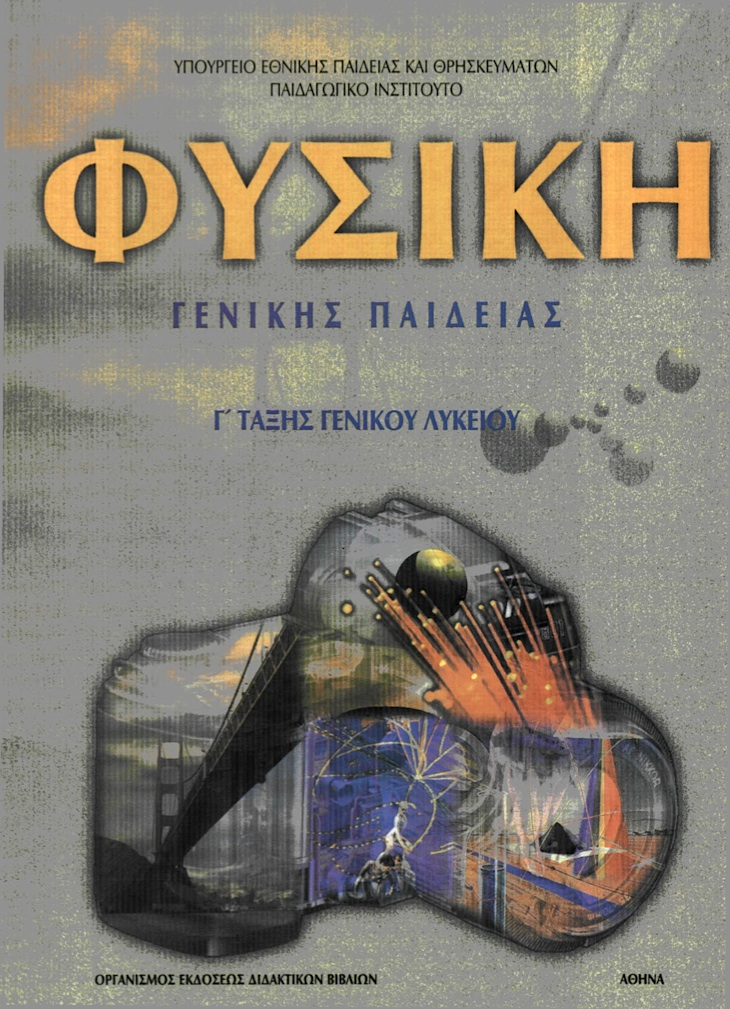 ΥΠΟΥΡΓΕΙΟ ΕΘΝΙΚΗΣ ΠΑΙΔΕΙΑΣ ΚΑΙ ΘΡΗΣΚΕΥΜΑΤΩΝ
ΠΑΙΔΑΓΩΓΙΚΟ ΙΝΣΤΙΤΟΥΤΟ
ΦΥΣΙΚΗ
ΓΕΝΙΚΗΣ ΠΑΙΔΕΙΑΣ
Γ΄ ΤΑΞΗΣ ΓΕΝΙΚΟΥ ΛΥΚΕΙΟΥ
ΟΡΓΑΝΙΣΜΟΣ ΕΚΔΟΣΕΩΣ ΔΙΔΑΚΤΙΚΩΝ ΒΙΒΛΙΩΝ ΑΘΗΝΑ